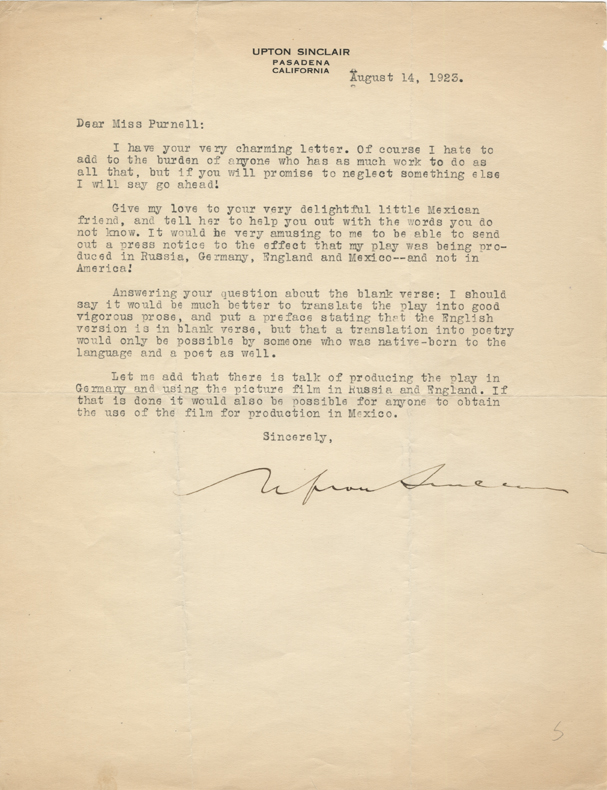 UPTON SINCLAIR
PASADENA
CALIFORNIA
August 14, 1923.
Dear Miss Purnell:
I have your very charming letter. Of course I hate to
add to the burden of anyone who has as much work to do as
all that, but if you will promise to neglect something else
I will say go ahead!
Give my love to your very delightful little Mexican
friend, and tell her to help you out with the words you do
not know. It would be very amusing to me to be able to send
out a press notice to the effect that my play was being pro-
duced in Russia, Germany, England and Mexico--and not in
America!
Answering your question about the blank verse: I should
say it would be much better to translate the play into good
vigorous prose, and put a preface stating that the English
version is in blank verse, but that a translation into poetry
would only be possible by someone who was native-born to the
language and a poet as well.
Let me add that there is talk of producing the play in
Germany and using the picture film in Russia and England. If
that is done it would also be possible for anyone to obtain
the use of the film for production in Mexico.
Sincerely,
Upton Sinclair
5